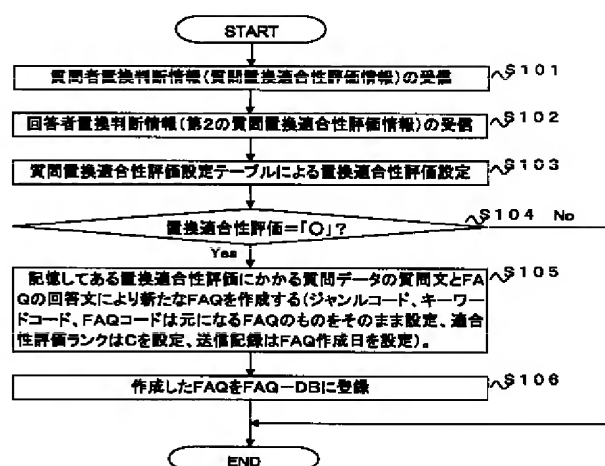 START
質問者置換判断情報(質問置換適合性評価情報)の受信
S101
回答者置換判断情報(第2の質問置換適合性評価情報)の受信
S102
質問置換適合性評価設定テーブルによる置換適合性評価設定
S103
置換適合性評価=「〇」?
S104
No
Yes
記憶してある置換適合性評価にかかる質問データの質問文とFA
Qの回答文により新たなFAQを作成する(ジャンルコード、キーワー
ドコード、FAQコードは元になるFAQのものをそのまま設定、適合
性評価ランクはCを設定、送信記録はFAQ作成日を設定)。
S105
作成したFAQをFAQ-DBに登録
S106
END